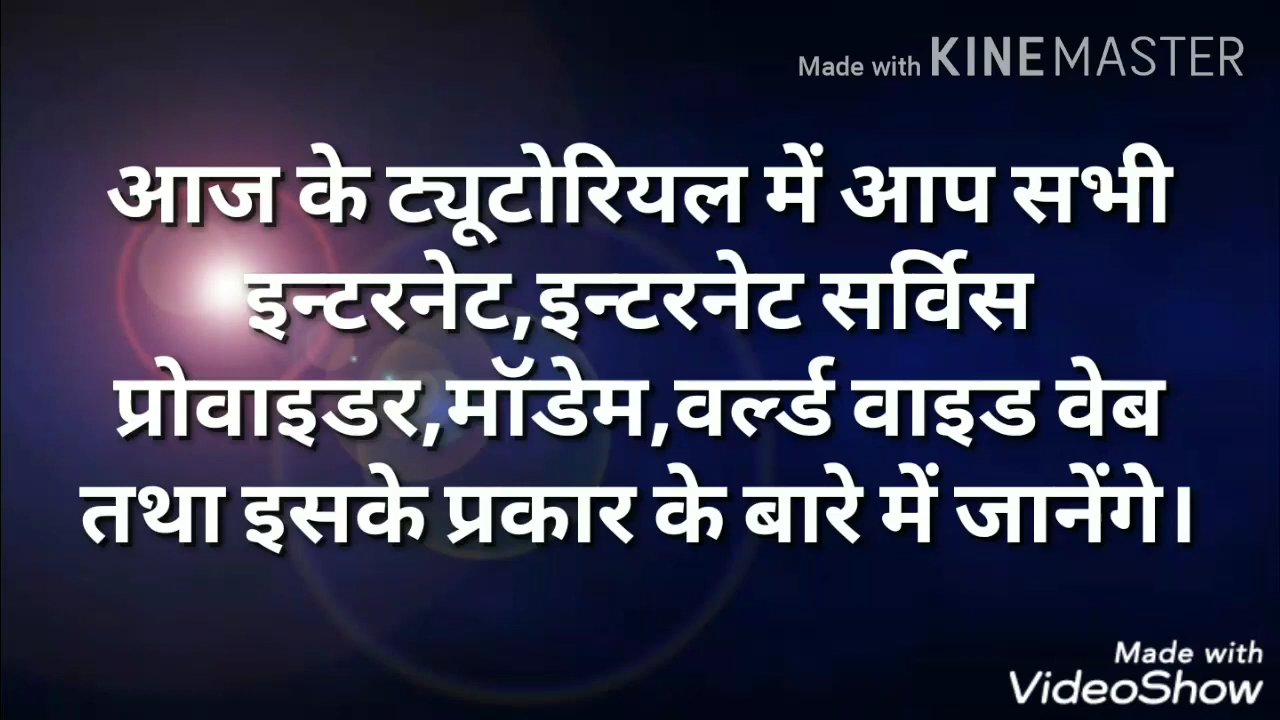 Made with KINEMASTER
आज के ट्यूटोरियल में आप सभी
इन्टरनेट,इन्टरनेट सर्विस
प्रोवाइडर,मॉडेम,वर्ल्ड वाइड वेब
तथा इसके प्रकार के बारे में जानेंगे।
Made with
VideoShow